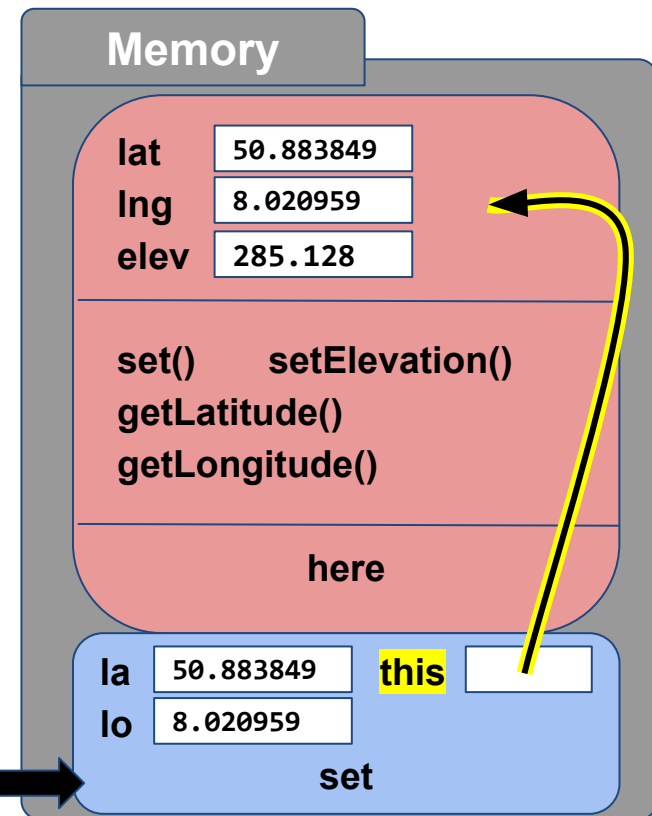 Memory
lat 50.883849
lng 8.020959
elev 285.128
set() setElevation()
getLatitude()
getLongitude()
here
la 50.883849 this
lo 8.020959
set